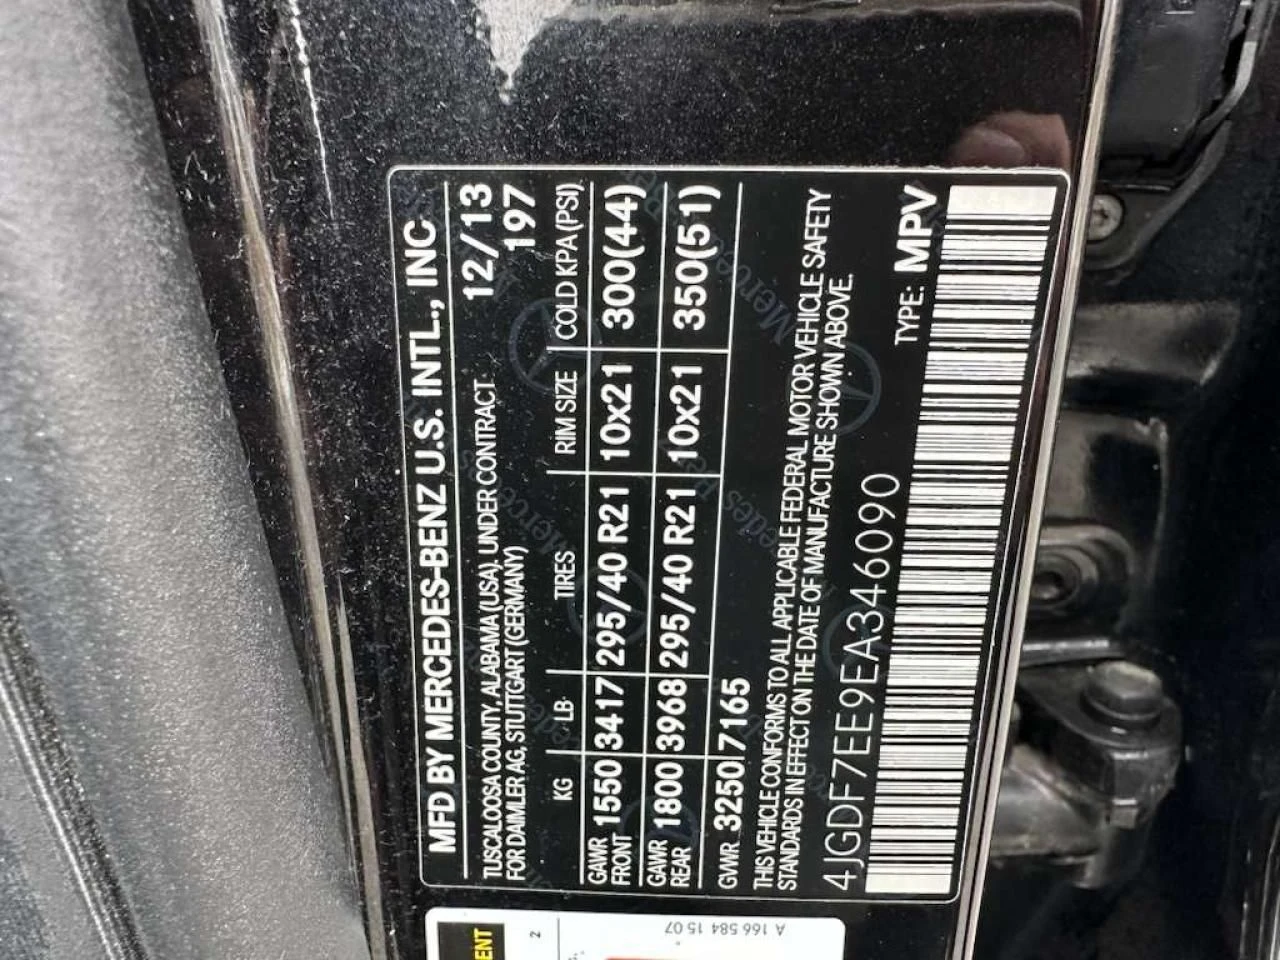 MFD BY MERCEDES-BENZ U.S. INTL., INC
TUSCALOOSA COUNTY, ALABAMA (USA), UNDER CONTRACT 12/13
FOR DAIMLER AG, STUTTGART (GERMANY) 197
KG LB TIRES RIM SIZE COLD KPA (PSI)
GAWR FRONT 1550 3417 295/40 R21 10x21 300(44)
GAWR REAR 1800 3968 295/40 R21 10x21 350(51)
GVWR 3250 7165
THIS VEHICLE CONFORMS TO ALL APPLICABLE FEDERAL MOTOR VEHICLE SAFETY
STANDARDS IN EFFECT ON THE DATE OF MANUFACTURE SHOWN ABOVE.
4JGDF7EE9EA346090 TYPE: MPV
2
A 166 584 15 07